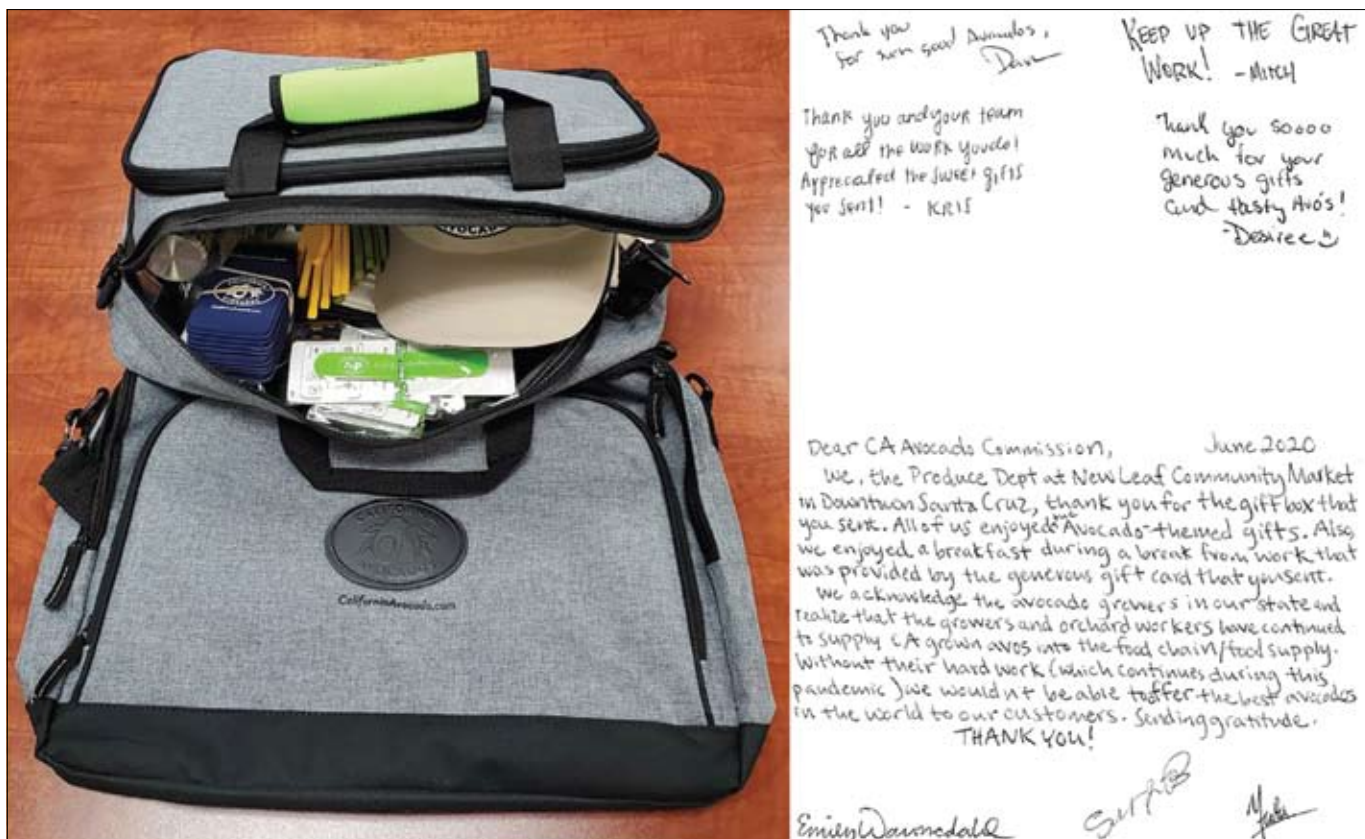 AVOCAD
CALIFORNIA
AVOCADOS
CALIFORNIA
CaliforniaAvocado.com
Thank you
for some good Avocados,
KEEP UP THE GREAT
WORK! - MITCH
Thank you and your team
for all the work you do!
Apprecated the sweet gifts
you sent! - KRIS
Thank you soooo
much for your
generous gifts
and tasty Avo's!
-Desiree
Dear CA Avocado Commission, June 2020
We, the Produce Dept at New Leaf Community Market
in Downtown Santa Cruz, thank you for the gift box that
you sent. All of us enjoyed the Avocado-themed gifts. Also,
we enjoyed a breakfast during a break from work that
was provided by the generous gift card that you sent.
We acknowledge the avocado growers in our state and
realize that the growers and orchard workers have continued
to supply CA grown avos into the food chain/food supply.
Without their hard work (which continues during this
pandemic) we wouldn't be able to offer the best avocados
in the world to our customers. Sending gratitude.
THANK YOU!